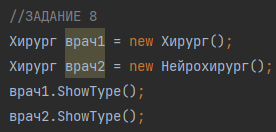 //ЗАДАНИЕ 8
Хирург врач1 = new Хирург();
Хирург врач2 = new Нейрохирург();
врач1.ShowType();
врач2.ShowType();